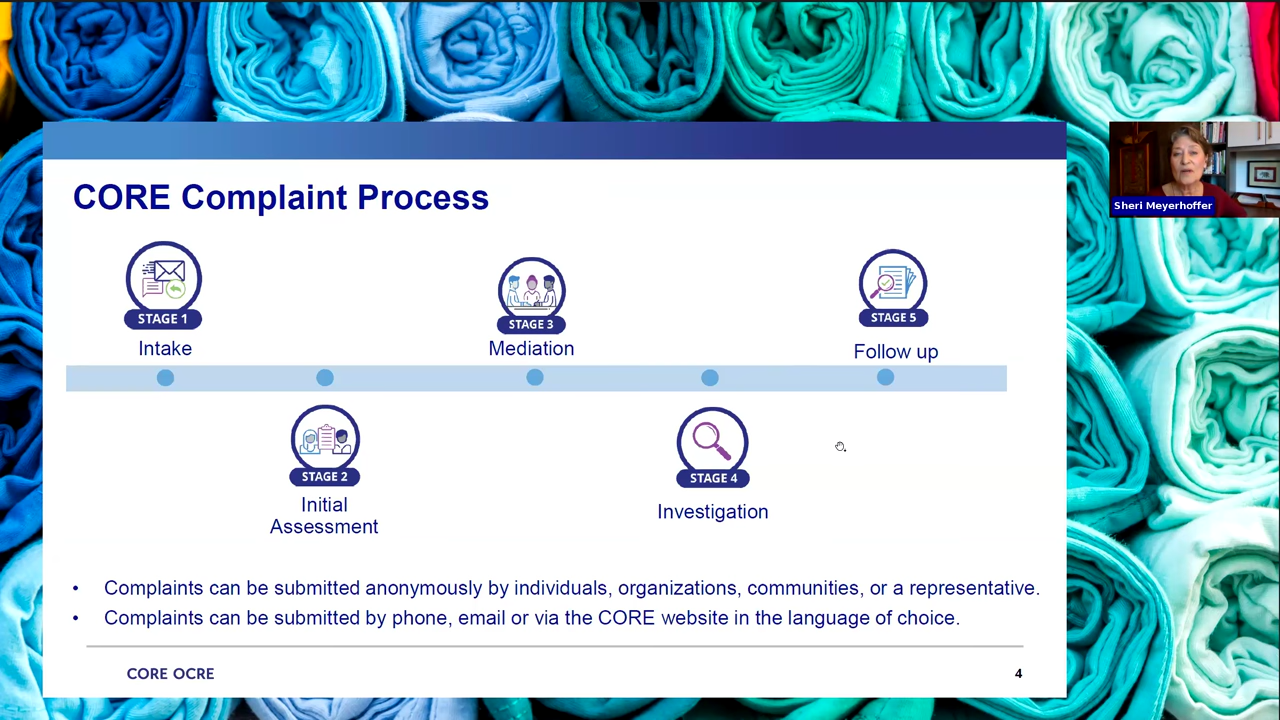 CORE Complaint Process
STAGE 1
Intake
STAGE 2
Initial
Assessment
STAGE 3
Mediation
STAGE 4
Investigation
STAGE 5
Follow up
• Complaints can be submitted anonymously by individuals, organizations, communities, or a representative.
• Complaints can be submitted by phone, email or via the CORE website in the language of choice.
CORE OCRE
4
Sheri Meyerhoffer